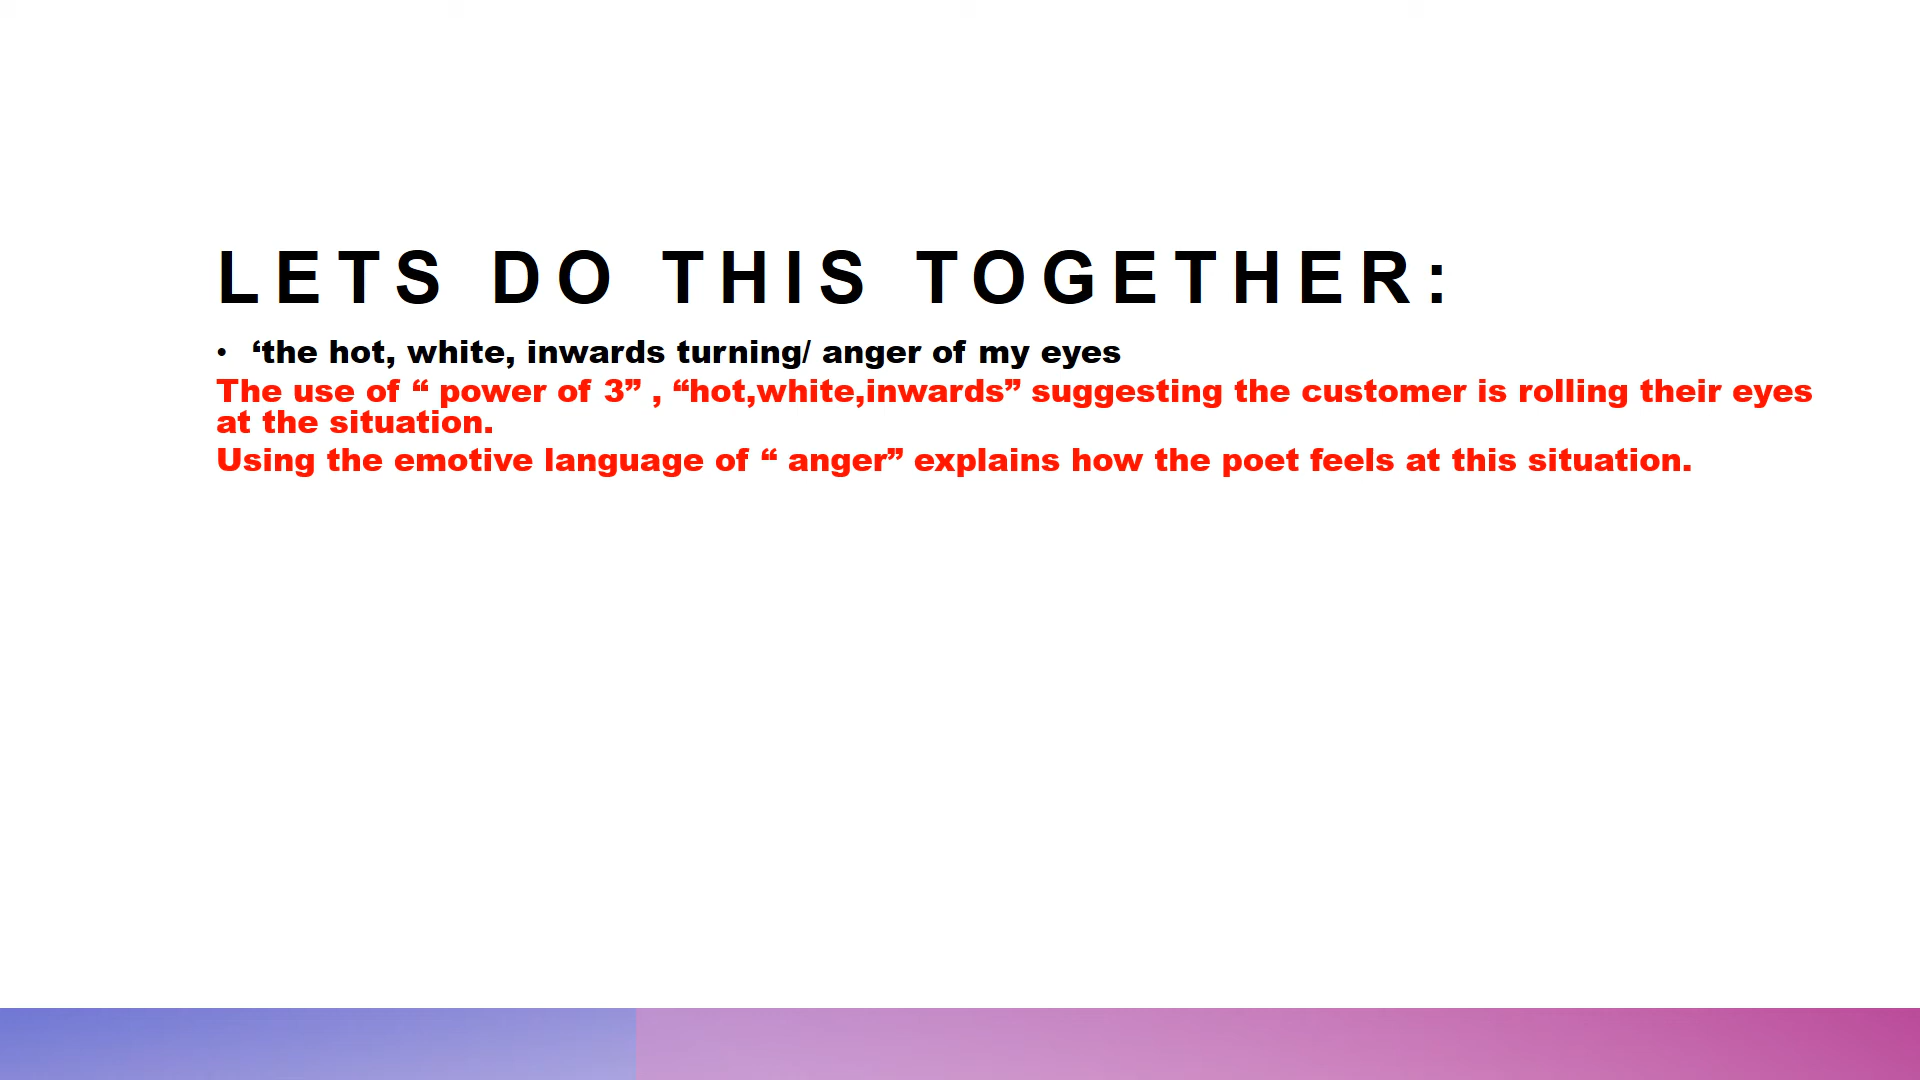 LETS DO THIS TOGETHER:
• ‘the hot, white, inwards turning/ anger of my eyes
The use of “ power of 3” , “hot,white,inwards” suggesting the customer is rolling their eyes
at the situation.
Using the emotive language of “ anger” explains how the poet feels at this situation.